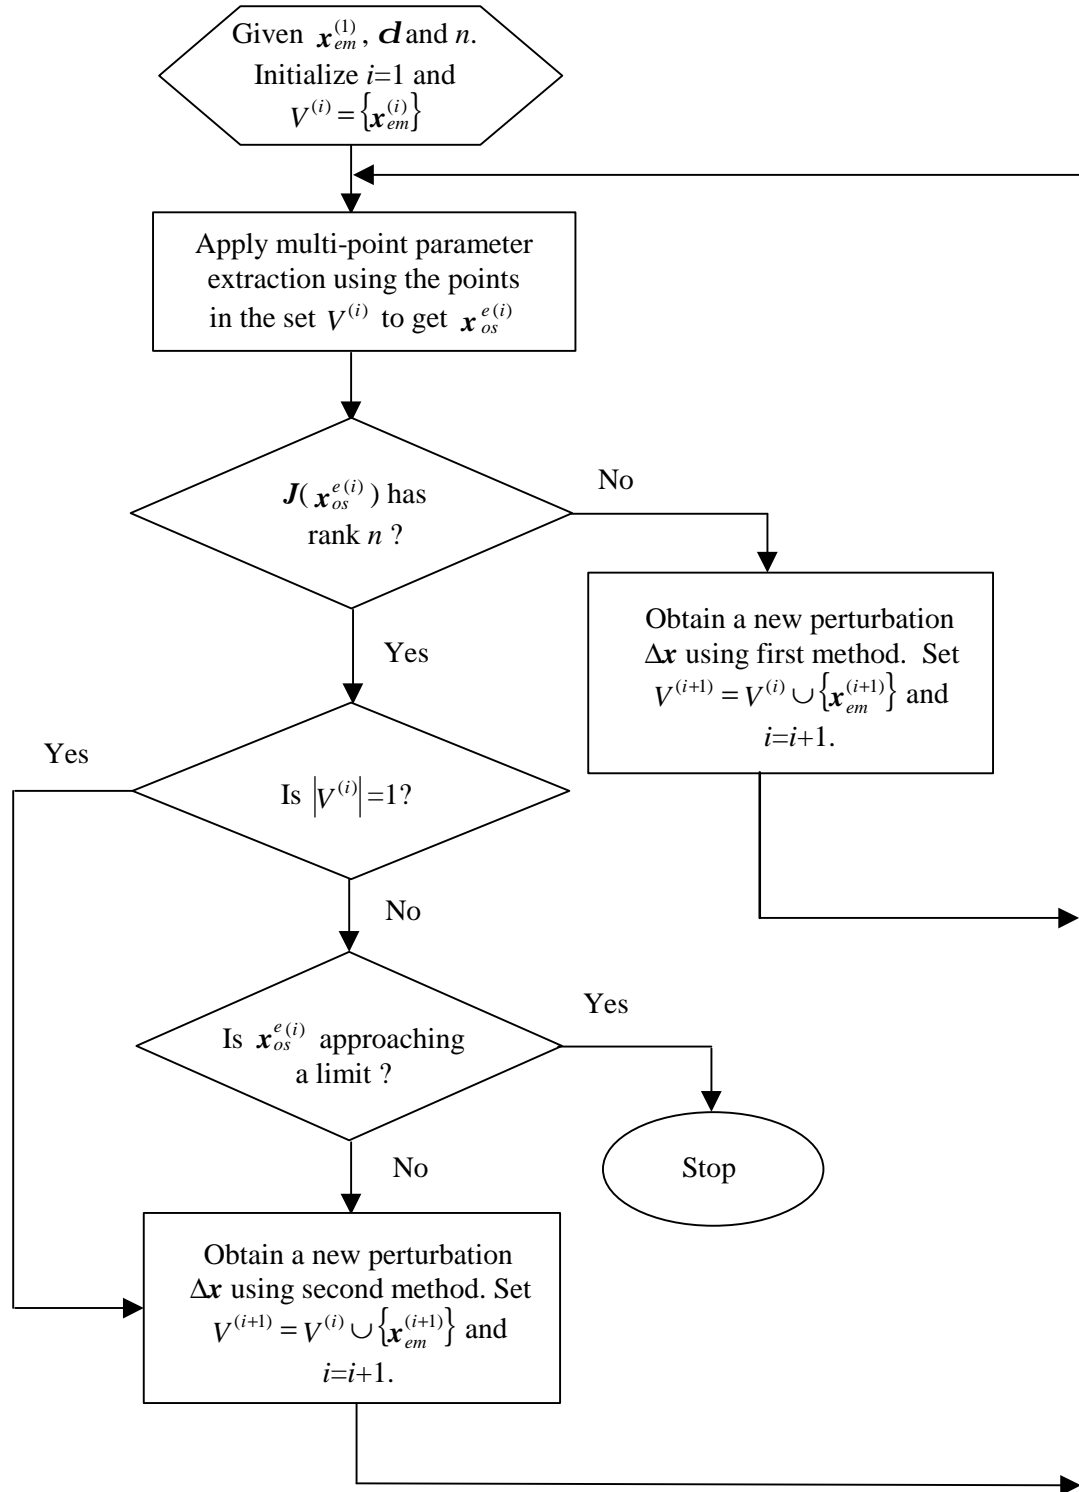 Given x_em^(1), d and n.
Initialize i=1 and
V^(i) = {x_em^(i)}
Apply multi-point parameter
extraction using the points
in the set V^(i) to get x_os^e(i)
J( x_os^e(i) ) has
rank n ?
No
Obtain a new perturbation
Δx using first method. Set
V^(i+1) = V^(i) ∪ {x_em^(i+1)} and
i=i+1.
Yes
Is |V^(i)| =1?
Yes
No
Is x_os^e(i) approaching
a limit ?
Yes
Stop
No
Obtain a new perturbation
Δx using second method. Set
V^(i+1) = V^(i) ∪ {x_em^(i+1)} and
i=i+1.